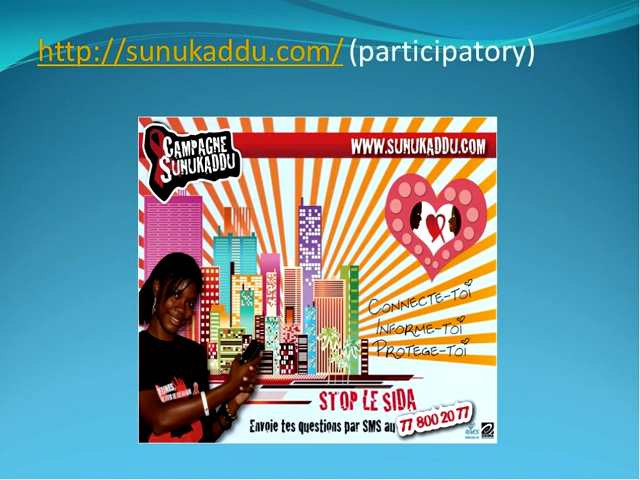 http://sunukaddu.com/ (participatory)
CAMPAGNE
SUNUKADDU
WWW.SUNUKADDU.COM
CONNECTE-TOI
INFORME-TOI
PROTEGE-TOI
STOP LE SIDA
Envoie tes questions par SMS au 77 800 20 77